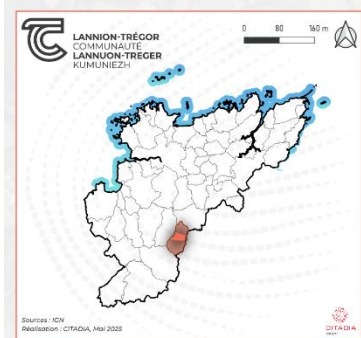 LANNION-TRÉGOR
COMMUNAUTÉ
LANNUON-TREGER
KUMUNIEZH
0 80 160 m
Sources : IGN
Réalisation : CITADIA, Mai 2025
CITADIA